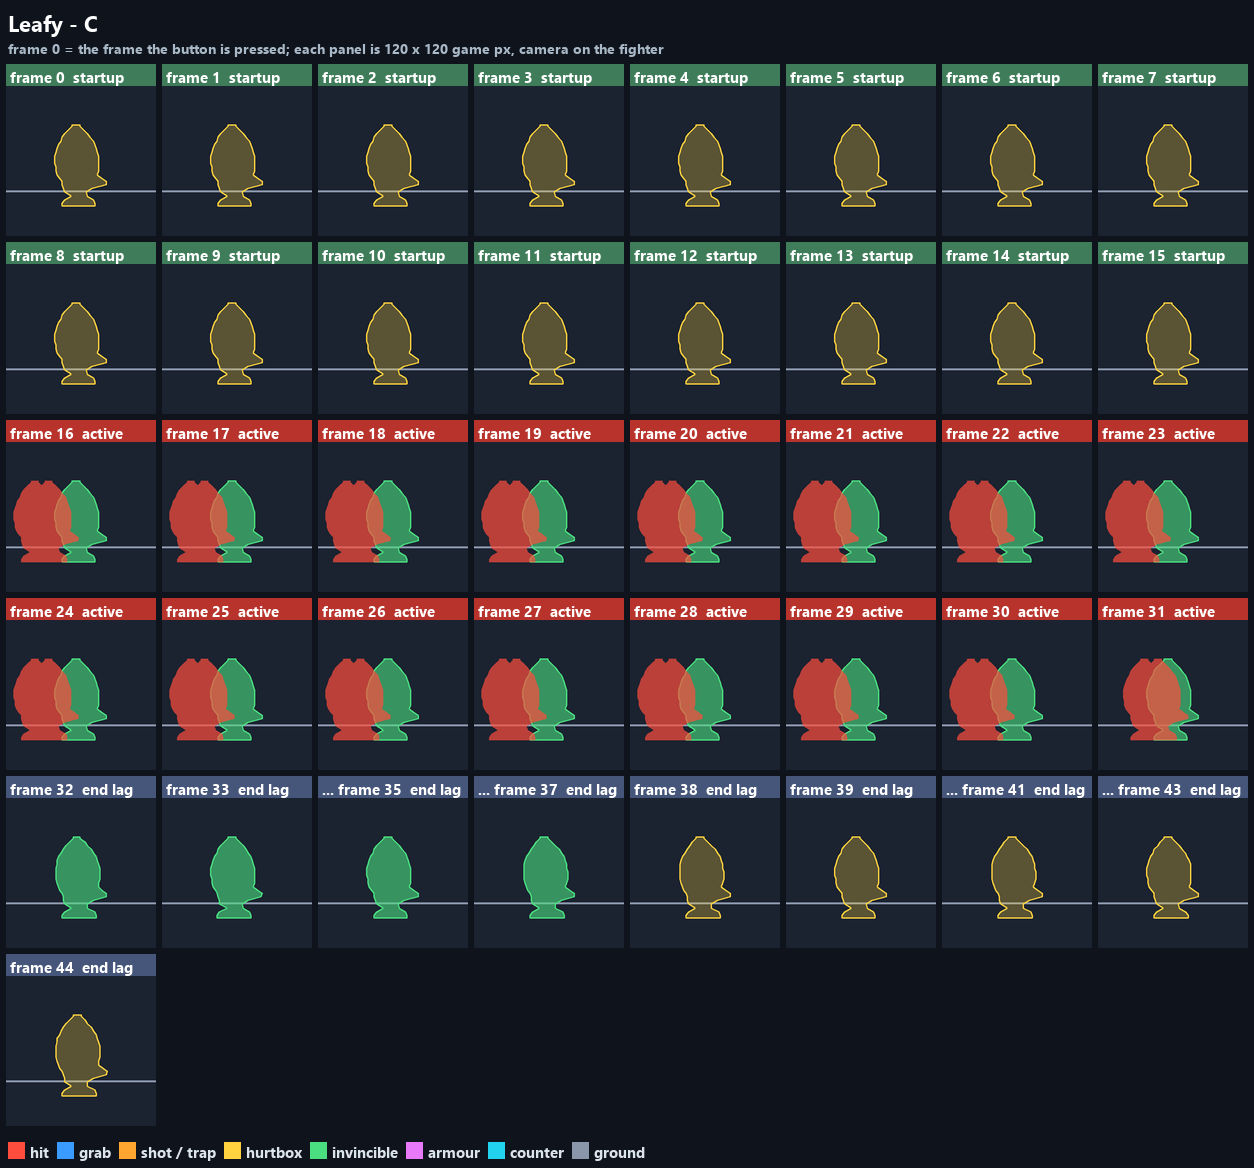 Leafy - C
frame 0 = the frame the button is pressed; each panel is 120 x 120 game px, camera on the fighter
frame 0 startup frame 1 startup frame 2 startup frame 3 startup frame 4 startup frame 5 startup frame 6 startup frame 7 startup
frame 8 startup frame 9 startup frame 10 startup frame 11 startup frame 12 startup frame 13 startup frame 14 startup frame 15 startup
frame 16 active frame 17 active frame 18 active frame 19 active frame 20 active frame 21 active frame 22 active frame 23 active
frame 24 active frame 25 active frame 26 active frame 27 active frame 28 active frame 29 active frame 30 active frame 31 active
frame 32 end lag frame 33 end lag ... frame 35 end lag ... frame 37 end lag frame 38 end lag frame 39 end lag ... frame 41 end lag ... frame 43 end lag
frame 44 end lag
hit grab shot / trap hurtbox invincible armour counter ground